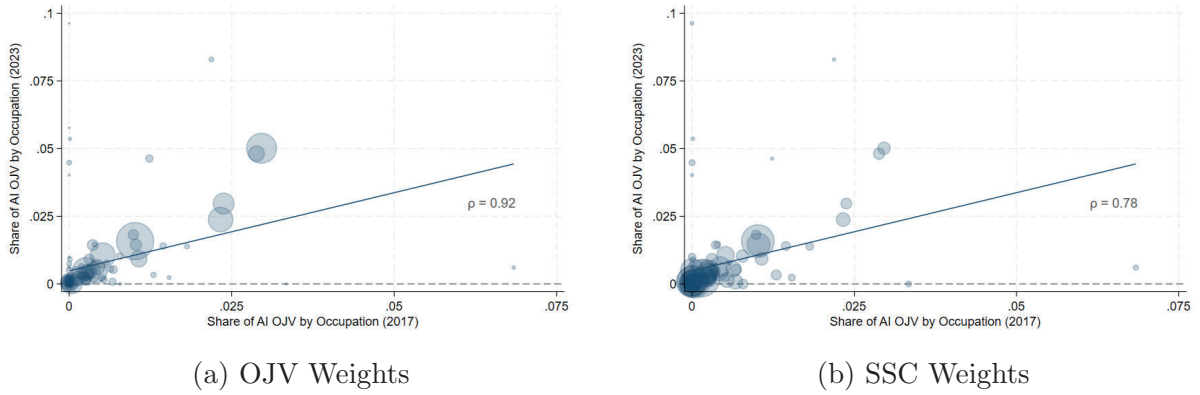 Share of AI OJV by Occupation (2023)
.1
.075
.05
.025
0
ρ = 0.92
0
.025
.05
.075
Share of AI OJV by Occupation (2017)
(a) OJV Weights
Share of AI OJV by Occupation (2023)
.1
.075
.05
.025
0
ρ = 0.78
0
.025
.05
.075
Share of AI OJV by Occupation (2017)
(b) SSC Weights